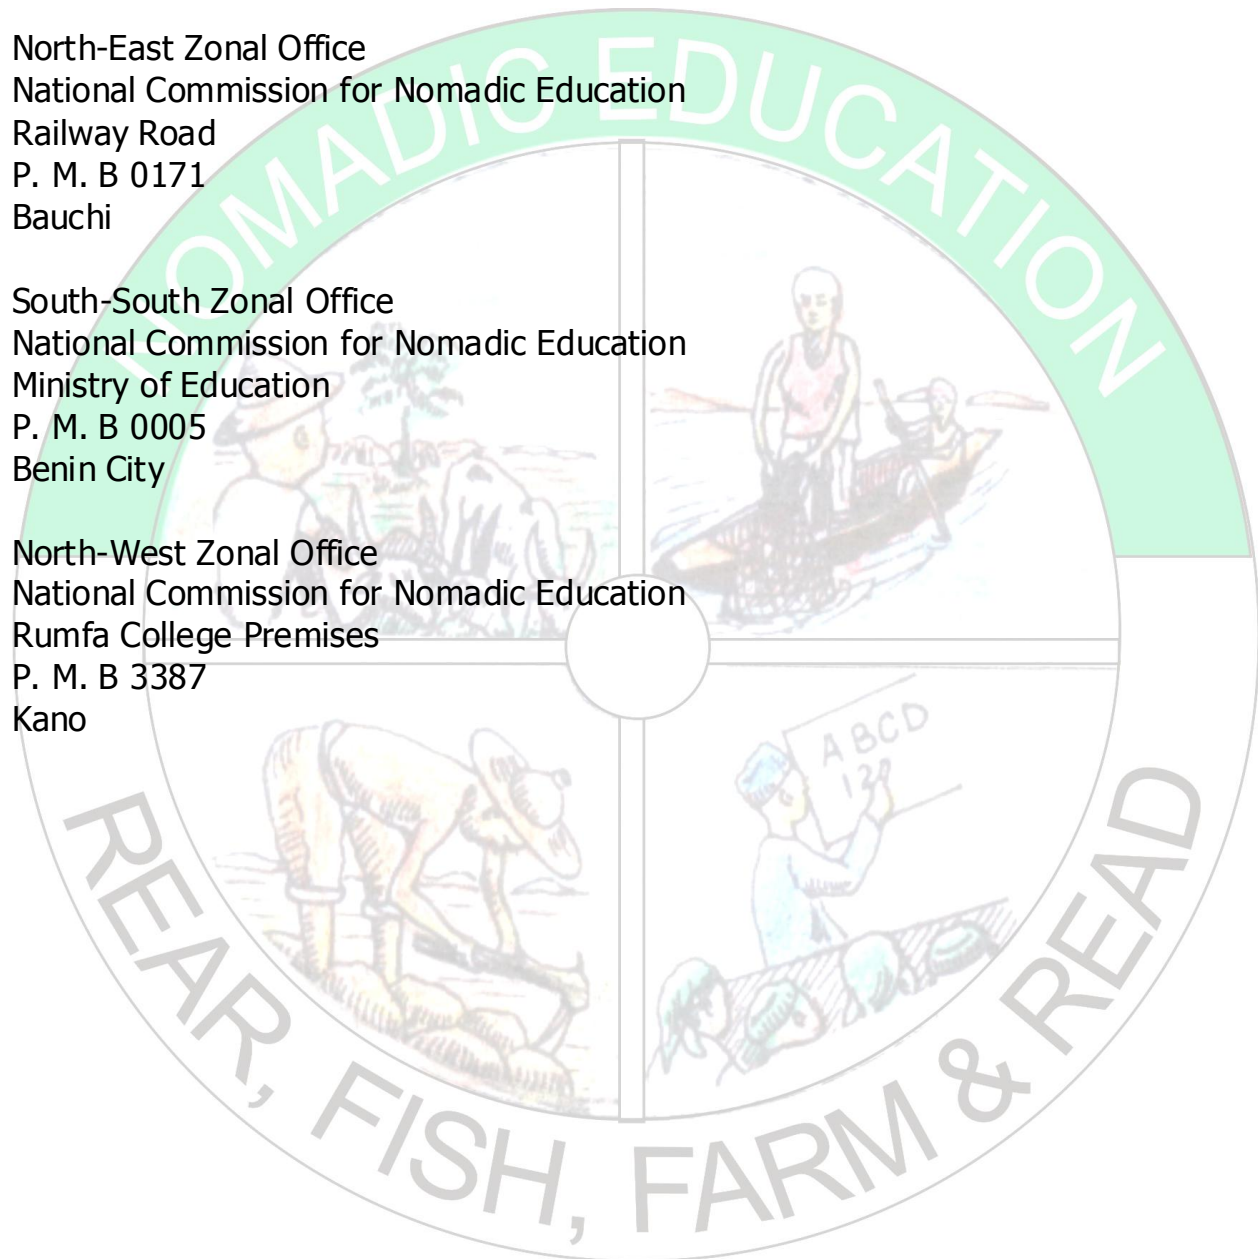 North-East Zonal Office
National Commission for Nomadic Education
Railway Road
P. M. B 0171
Bauchi
South-South Zonal Office
National Commission for Nomadic Education
Ministry of Education
P. M. B 0005
Benin City
North-West Zonal Office
National Commission for Nomadic Education
Rumfa College Premises
P. M. B 3387
Kano
NOMADIC EDUCATION
ABCD
123
REAR, FISH, FARM & READ